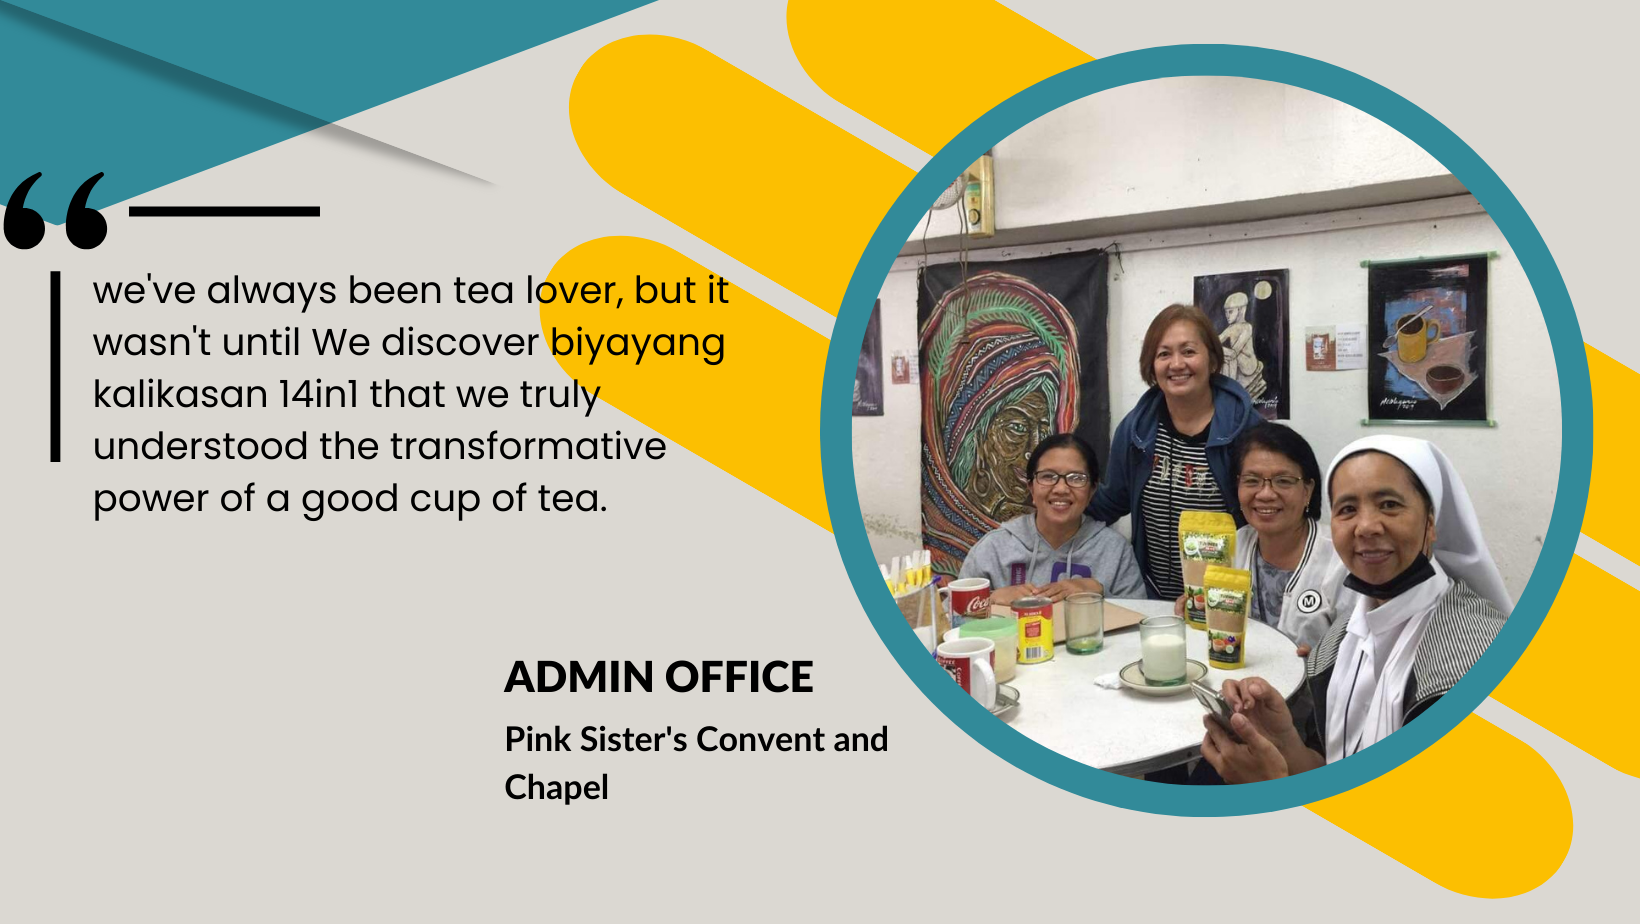 we've always been tea lover, but it
wasn't until We discover biyayang
kalikasan 14in1 that we truly
understood the transformative
power of a good cup of tea.
ADMIN OFFICE
Pink Sister's Convent and
Chapel
M